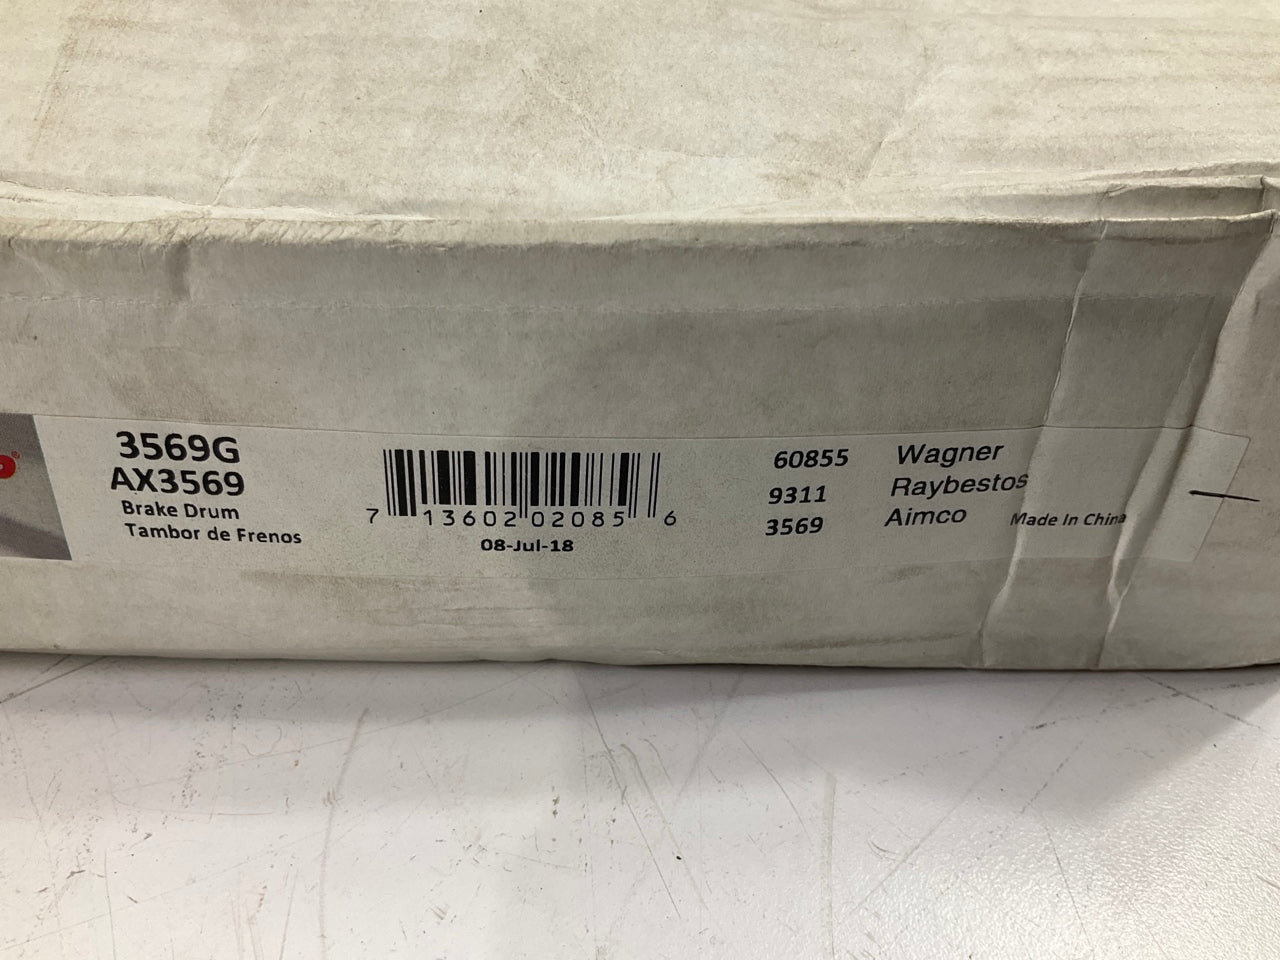 3569G
AX3569
Brake Drum
Tambor de Frenos
7 13602 02085 6
08-Jul-18
60855 Wagner
9311 Raybestos
3569 Aimco Made In China